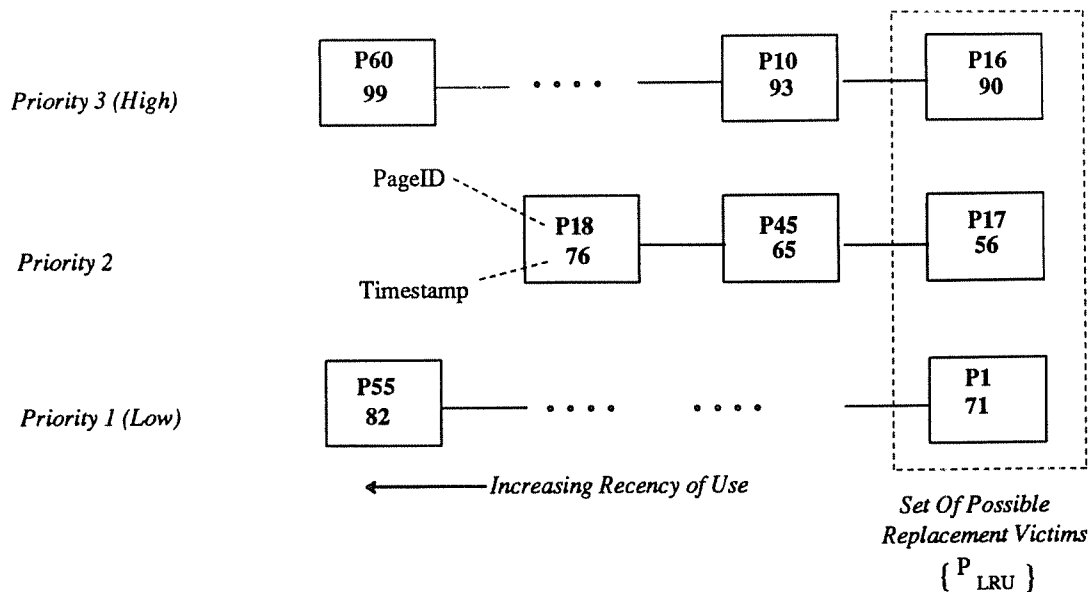 P60
99
P10
93
P16
90
Priority 3 (High)
PageID
P18
76
P45
65
P17
56
Priority 2
Timestamp
P55
82
P1
71
Priority 1 (Low)
Increasing Recency of Use
Set Of Possible
Replacement Victims
{ P LRU }